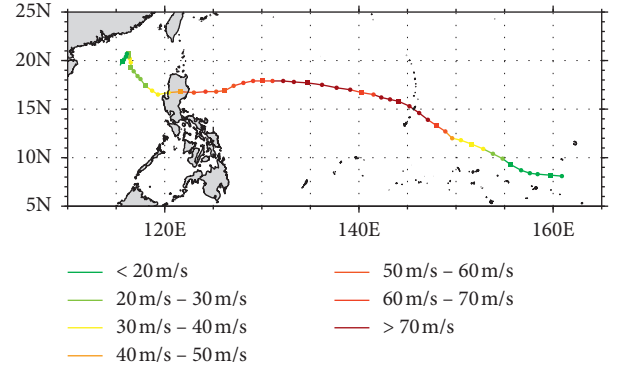 25N
20N
15N
10N
5N
120E 140E 160E
< 20 m/s 50 m/s – 60 m/s
20 m/s – 30 m/s 60 m/s – 70 m/s
30 m/s – 40 m/s > 70 m/s
40 m/s – 50 m/s